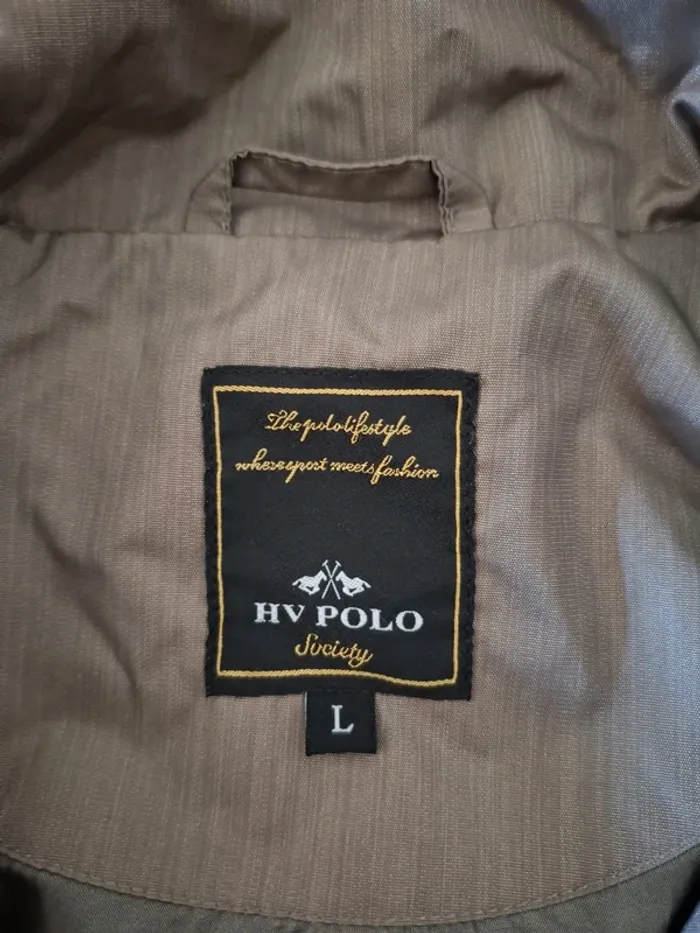 The polo lifestyle
where sport meets fashion
HV POLO
Society
L